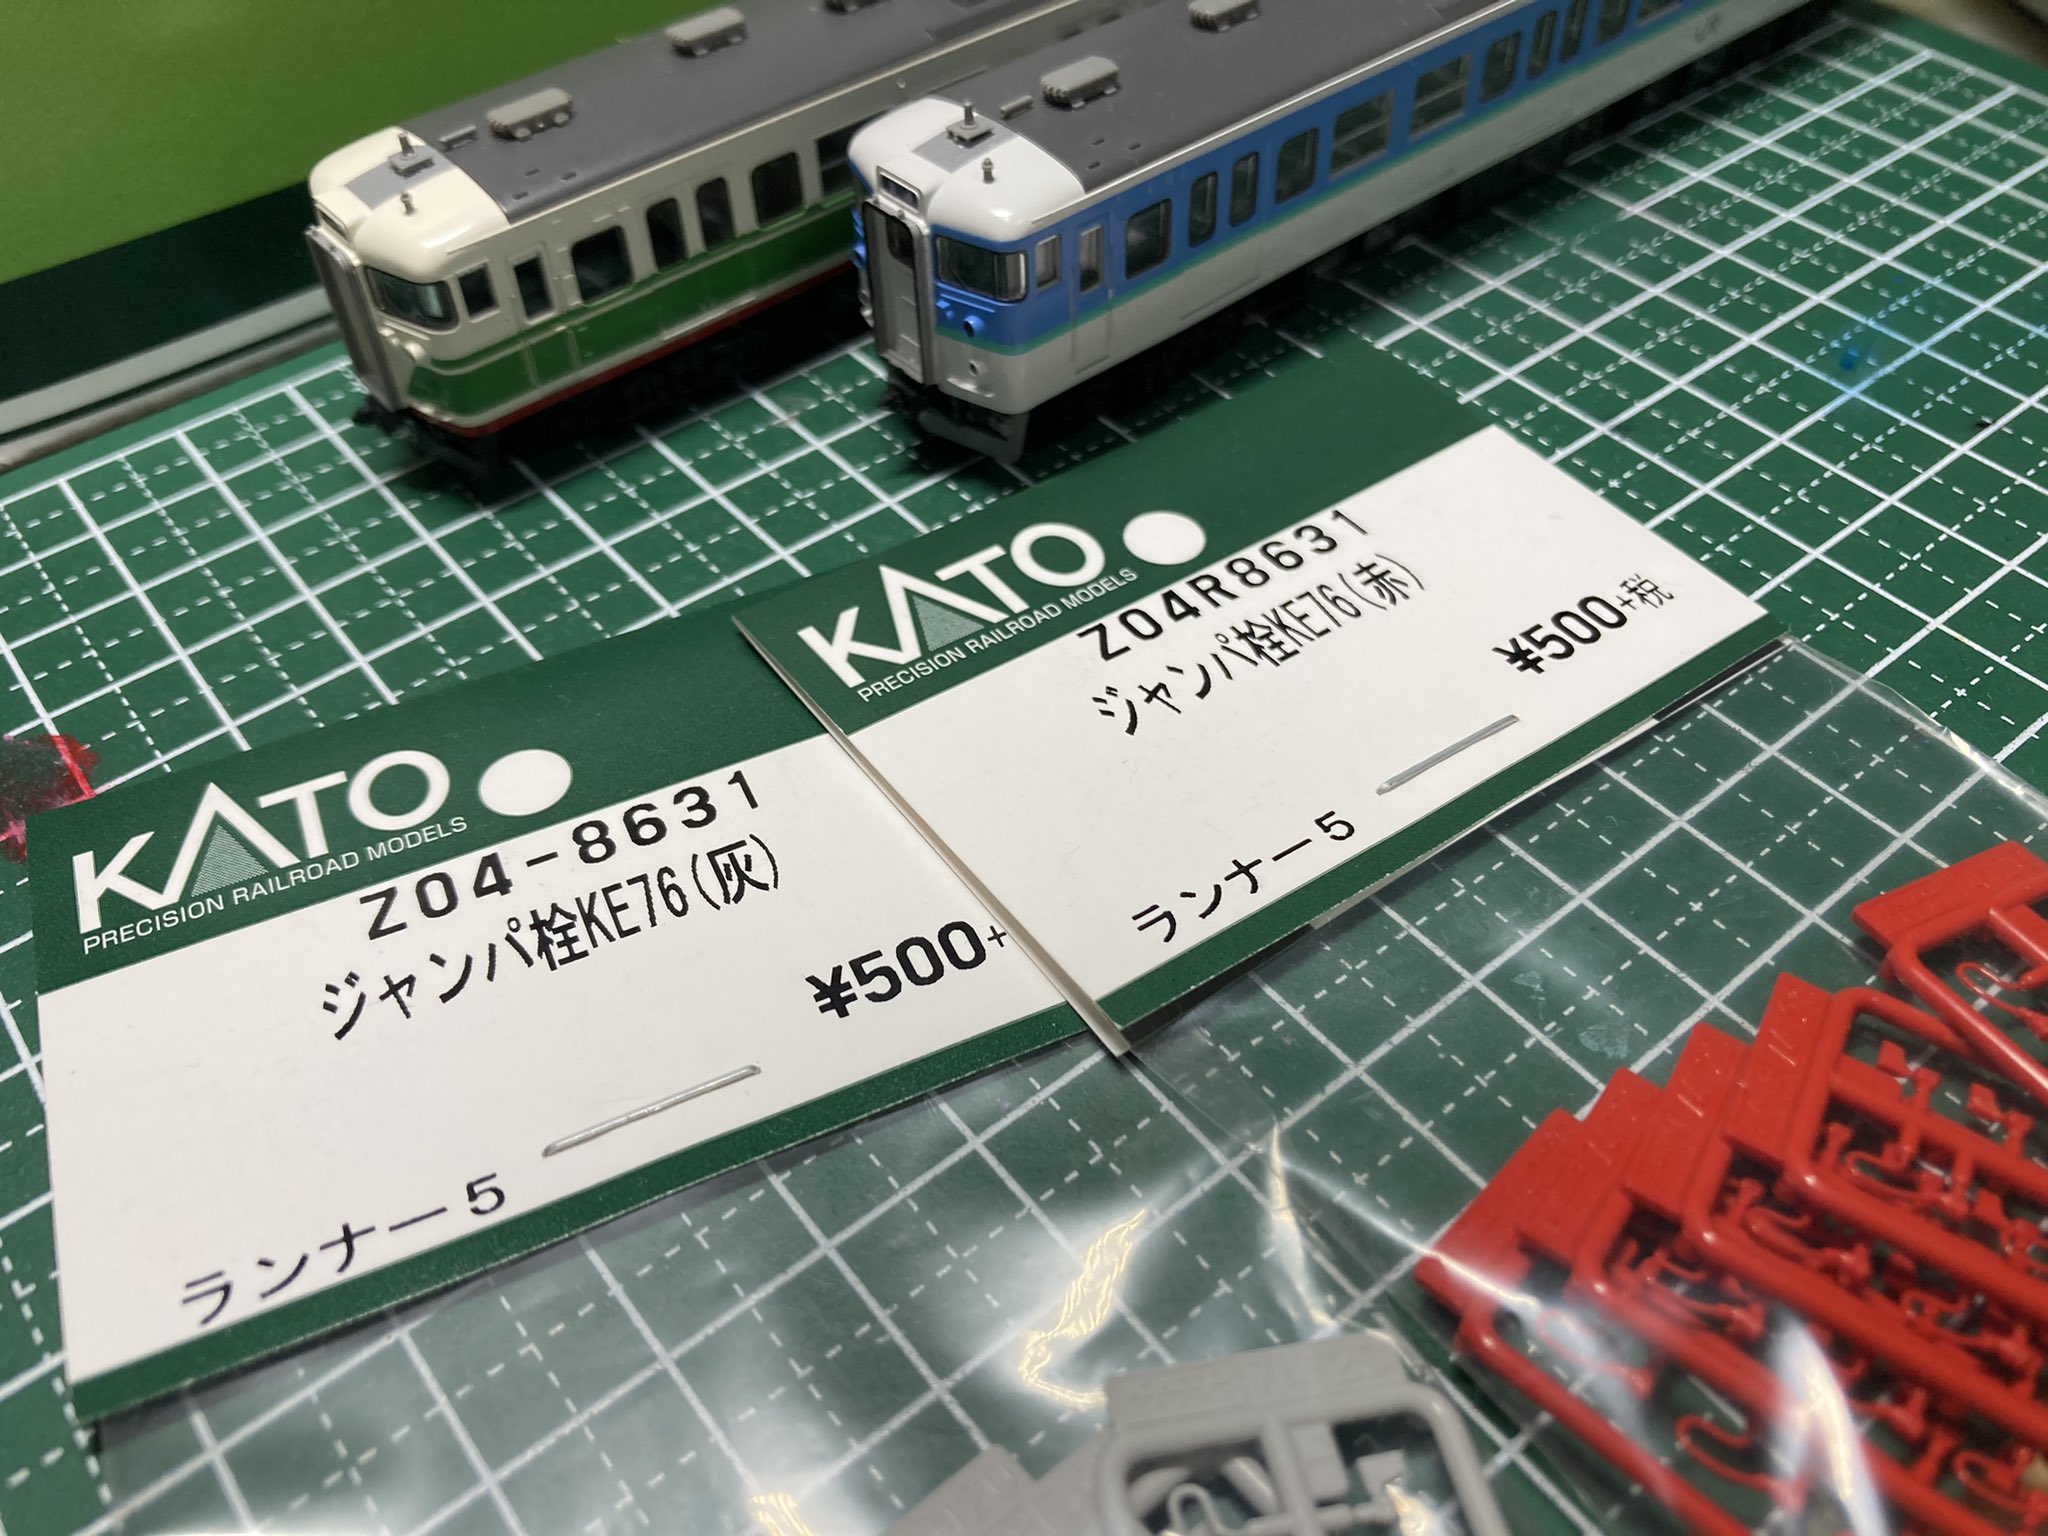 KATO
PRECISION RAILROAD MODELS
Z04-8631
ジャンパ栓KE76(灰)
¥500+
ランナー5
KATO
PRECISION RAILROAD MODELS
Z04R8631
ジャンパ栓KE76(赤)
¥500+税
ランナー5